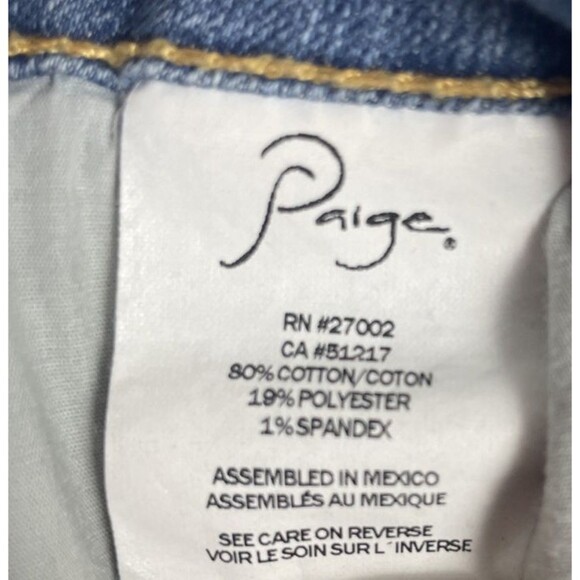 Paige®
RN #27002
CA #51217
80% COTTON/COTON
19% POLYESTER
1% SPANDEX
ASSEMBLED IN MEXICO
ASSEMBLÉS AU MEXIQUE
SEE CARE ON REVERSE
VOIR LE SOIN SUR L'INVERSE